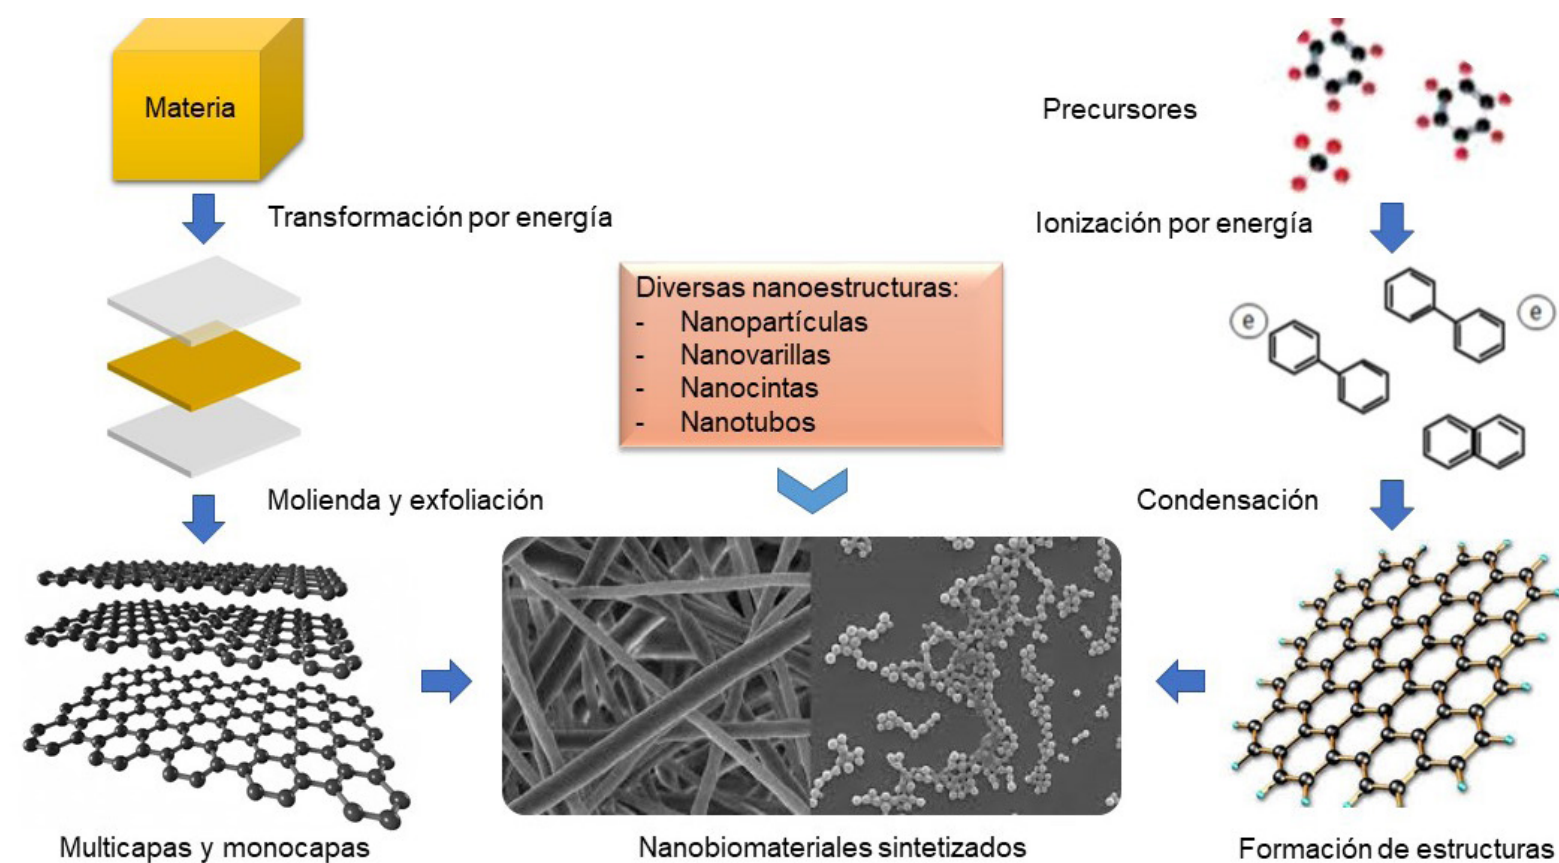 Materia
Transformación por energía
Molienda y exfoliación
Multicapas y monocapas
Diversas nanoestructuras:
- Nanopartículas
- Nanovarillas
- Nanocintas
- Nanotubos
Nanobiomateriales sintetizados
Precursores
Ionización por energía
e
e
Condensación
Formación de estructuras